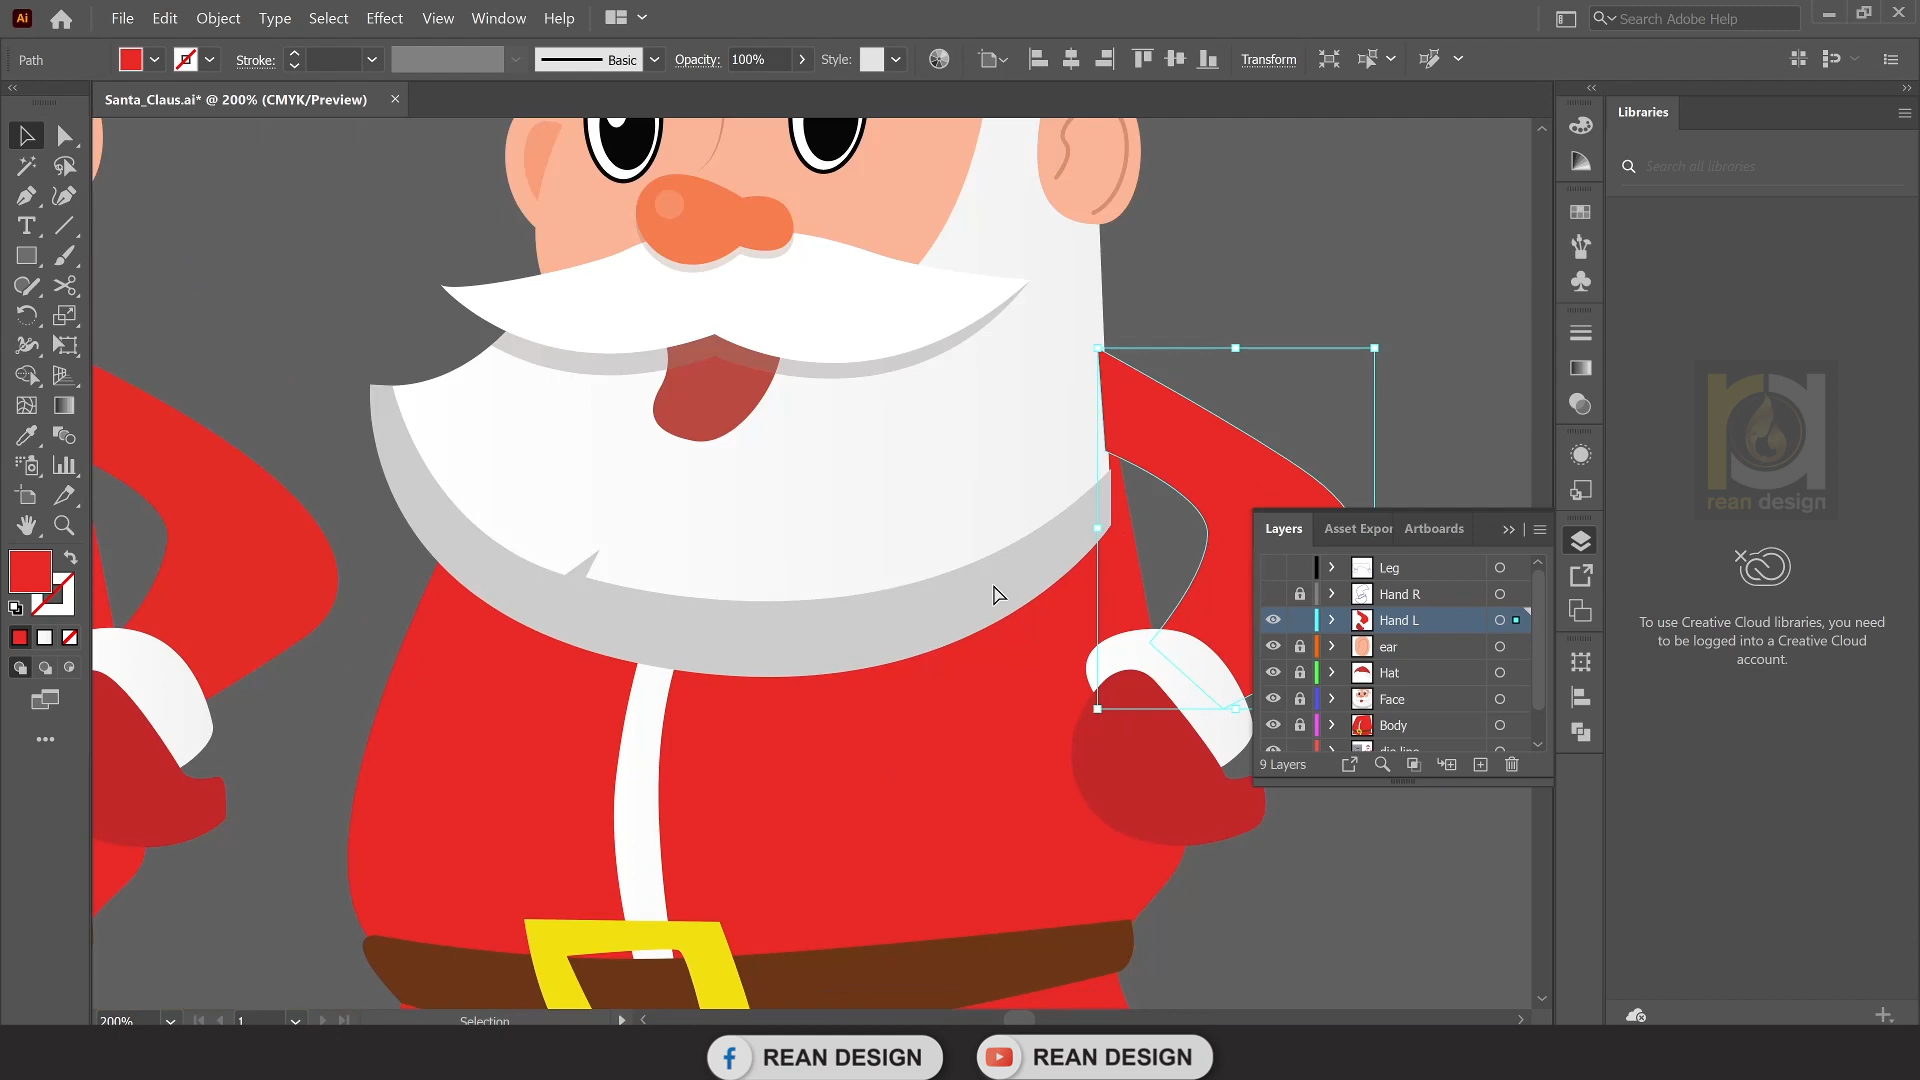 Ai File Edit Object Type Select Effect View Window Help Search Adobe Help
Path Stroke: Basic Opacity: 100% Style: Transform
Santa_Claus.ai* @ 200% (CMYK/Preview)
Libraries
Search all libraries
rean design
To use Creative Cloud libraries, you need
to be logged into a Creative Cloud
account.
Layers Asset Expor Artboards
Leg
Hand R
Hand L
ear
Hat
Face
Body
9 Layers
200% 1 Selection
REAN DESIGN REAN DESIGN